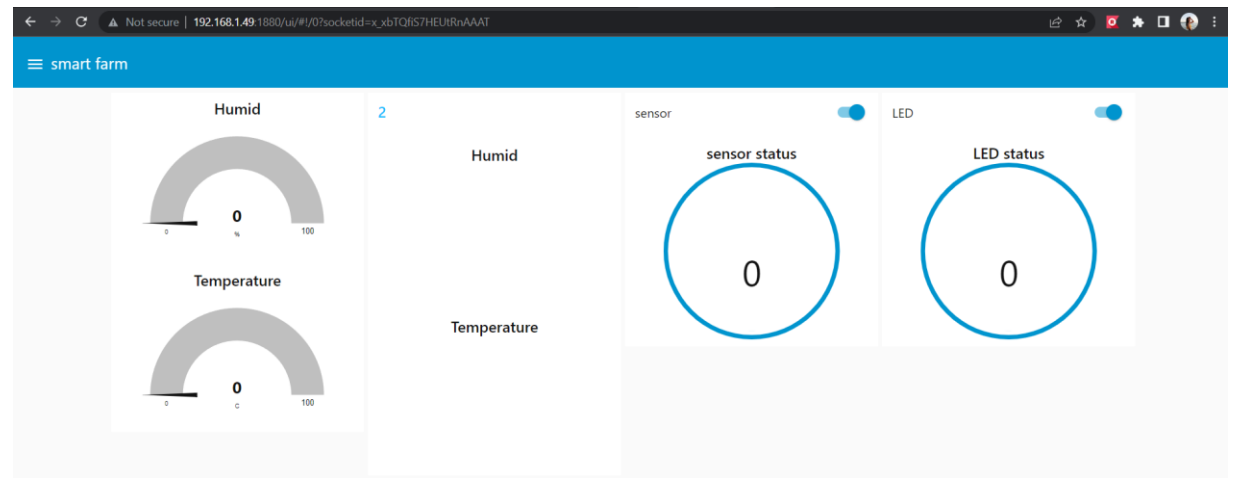 Not secure | 192.168.1.49:1880/ui/#!/0?socketid=x_xbTQfiS7HEUtRnAAAT
smart farm
Humid
0
0 % 100
Temperature
0
0 C 100
2
Humid
Temperature
sensor
sensor status
0
LED
LED status
0